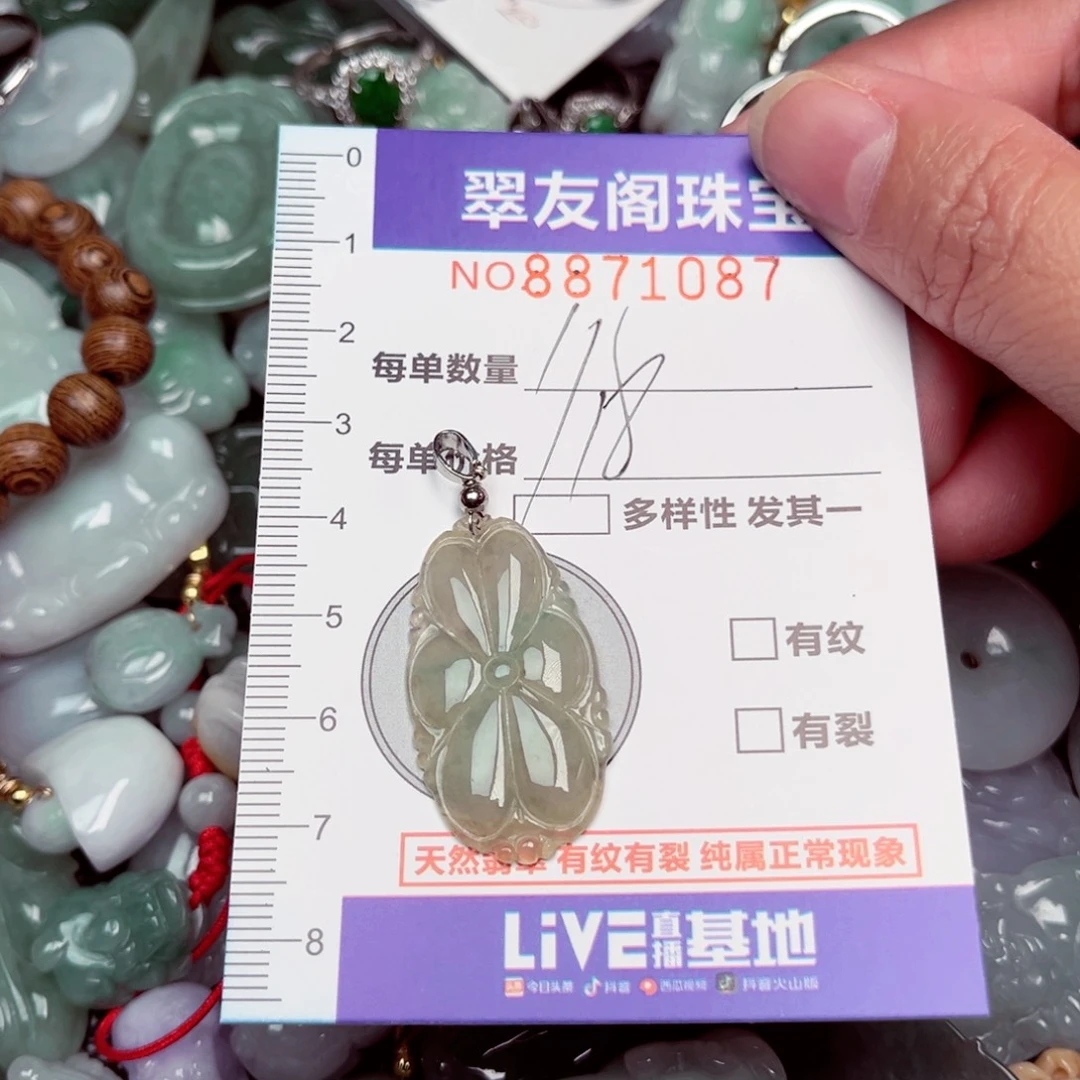 翠友阁珠宝
0
1
NO.8871087
2
每单数量
118
3
每单价格
多样性 发其一
4
5
有纹
6
有裂
7
天然翡翠 有纹有裂 纯属正常现象
8
LiVE直播基地
今日头条 抖音 西瓜视频 抖音火山版